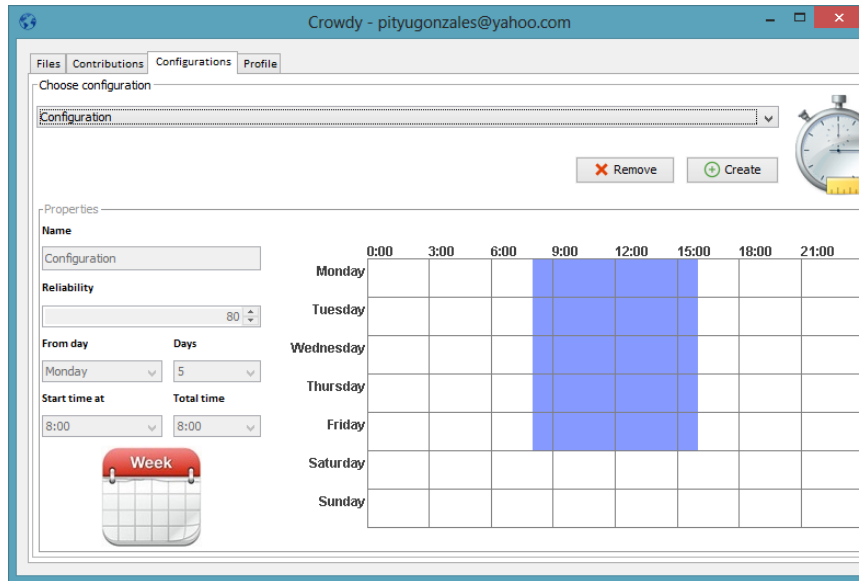 Crowdy - pityugonzales@yahoo.com
Files Contributions Configurations Profile
Choose configuration
Configuration
Remove Create
Properties
Name
Configuration
Reliability
80
From day Days
Monday 5
Start time at Total time
8:00 8:00
Week
0:00 3:00 6:00 9:00 12:00 15:00 18:00 21:00
Monday
Tuesday
Wednesday
Thursday
Friday
Saturday
Sunday